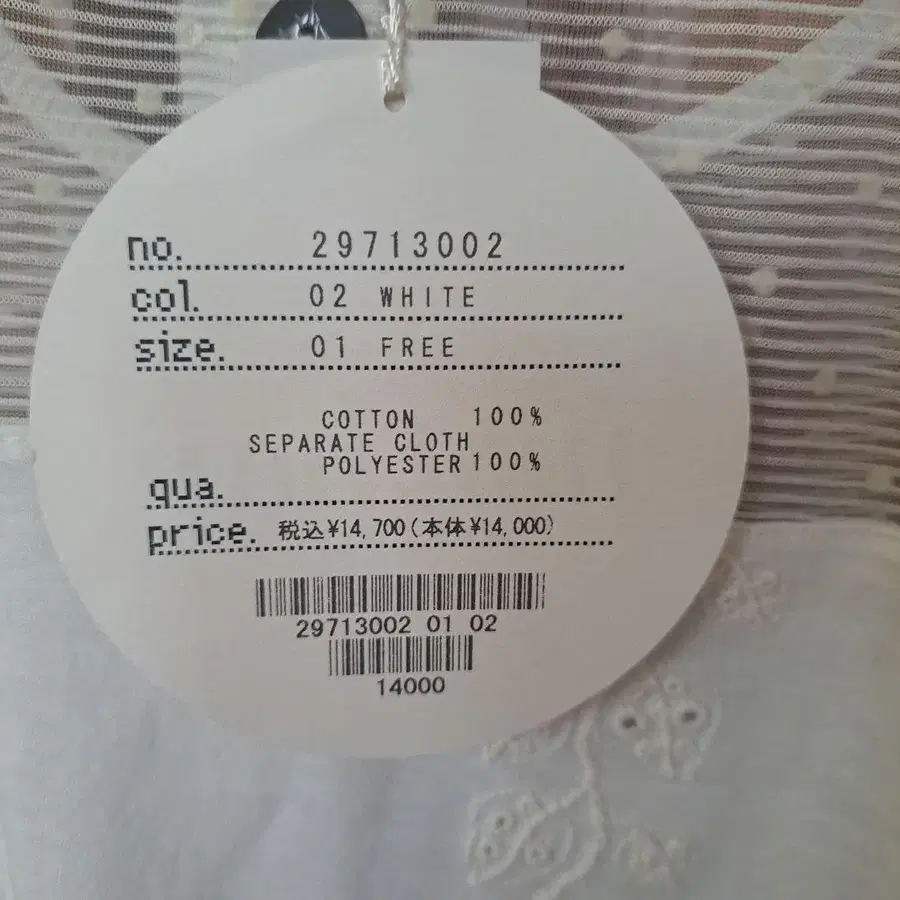 no. 29713002
col. 02 WHITE
size. 01 FREE
COTTON 100%
SEPARATE CLOTH
POLYESTER 100%
qua.
price. 税込¥14,700(本体¥14,000)
29713002 01 02
14000